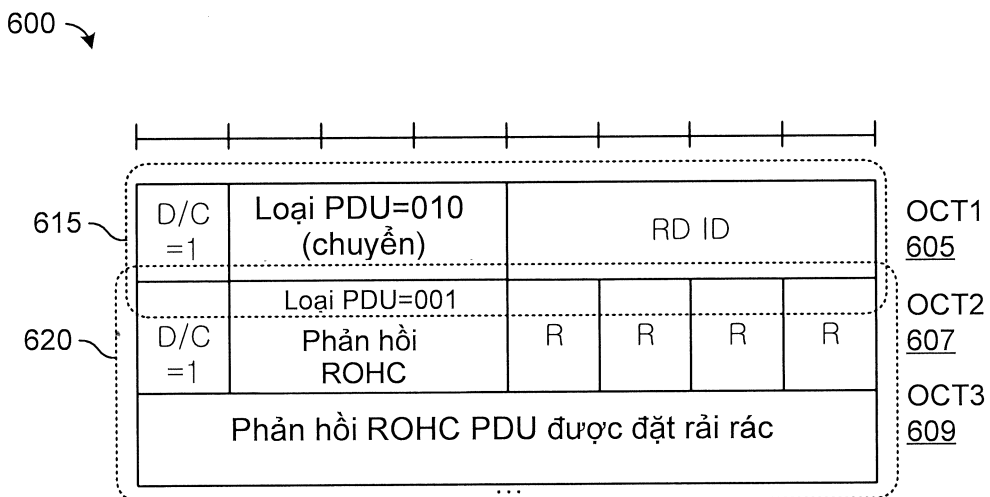 600
615
D/C
=1
Loại PDU=010
(chuyển)
RD ID
OCT1
605
620
D/C
=1
Loại PDU=001
Phản hồi
ROHC
R
R
R
R
OCT2
607
Phản hồi ROHC PDU được đặt rải rác
OCT3
609
...